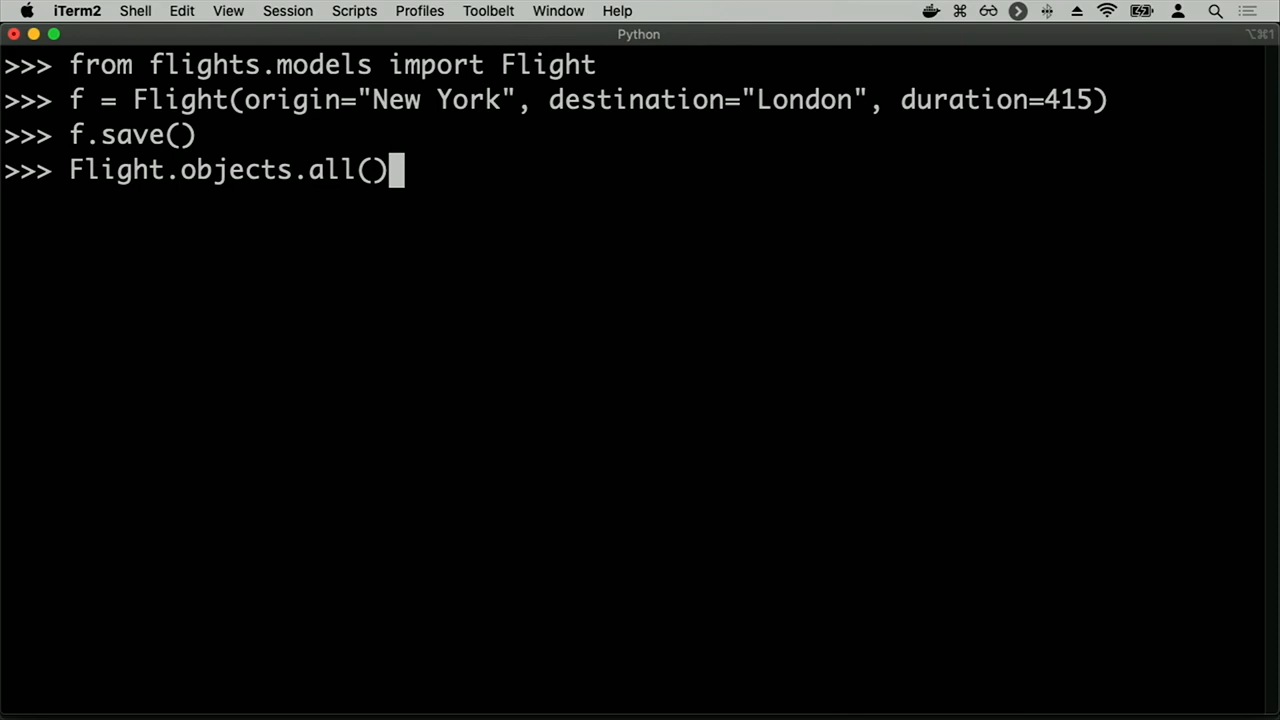 iTerm2 Shell Edit View Session Scripts Profiles Toolbelt Window Help
Python ⌥⌘1
>>> from flights.models import Flight
>>> f = Flight(origin="New York", destination="London", duration=415)
>>> f.save()
>>> Flight.objects.all()